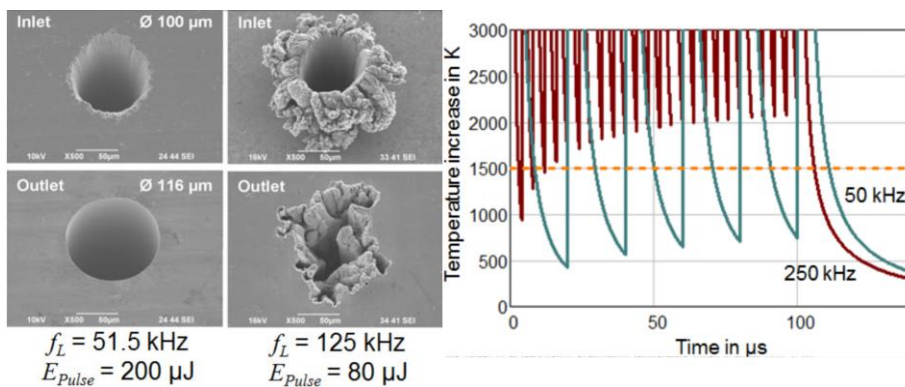 Inlet Ø 100 µm
10kV X500 50µm 24 44 SEI
Inlet
16kV X500 50µm 33 41 SEI
Outlet Ø 116 µm
10kV X500 50µm 24 44 SEI
Outlet
16kV X500 50µm 34 41 SEI
f_L = 51.5 kHz
E_Pulse = 200 µJ
f_L = 125 kHz
E_Pulse = 80 µJ
Temperature increase in K
3000
2500
2000
1500
1000
500
0
50 kHz
250 kHz
0 50 100
Time in µs